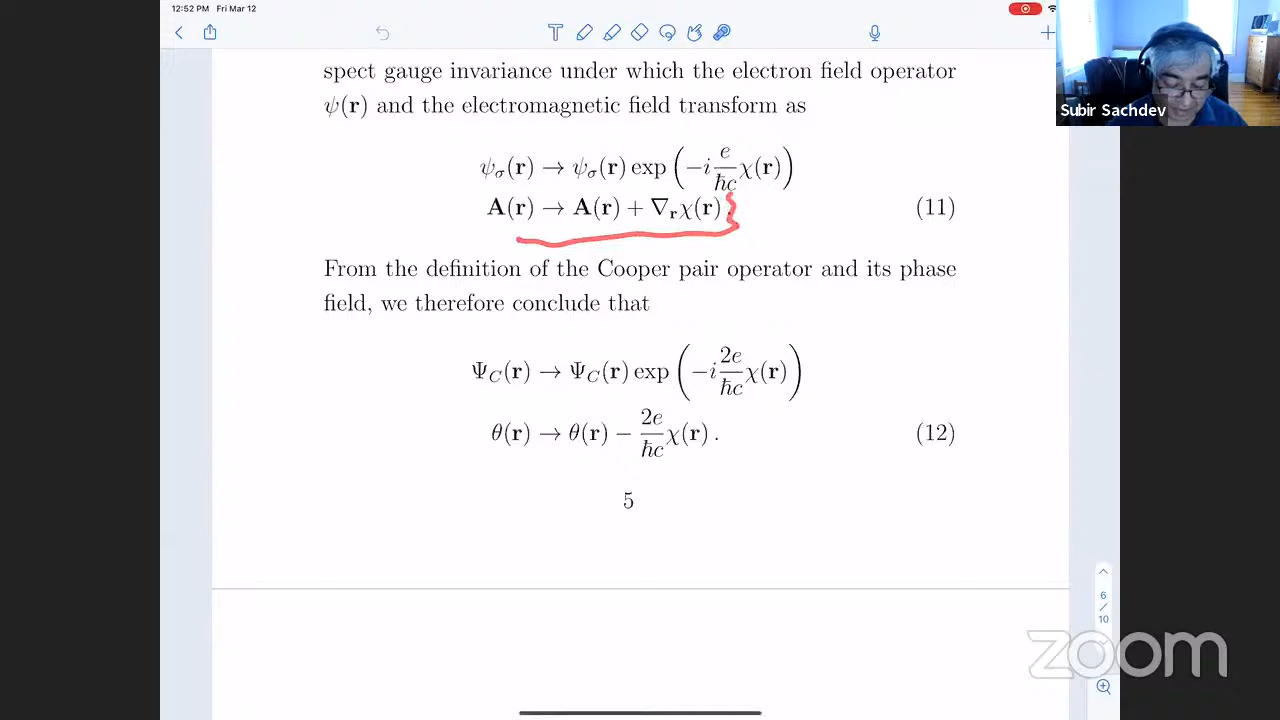 12:52 PM Fri Mar 12
Subir Sachdev
spect gauge invariance under which the electron field operator
ψ(r) and the electromagnetic field transform as
ψ_σ(r) → ψ_σ(r) exp (−i e/ħc χ(r))
A(r) → A(r) + ∇_r χ(r) . (11)
From the definition of the Cooper pair operator and its phase
field, we therefore conclude that
Ψ_C(r) → Ψ_C(r) exp (−i 2e/ħc χ(r))
θ(r) → θ(r) − 2e/ħc χ(r) . (12)
5
6
/
10
zoom